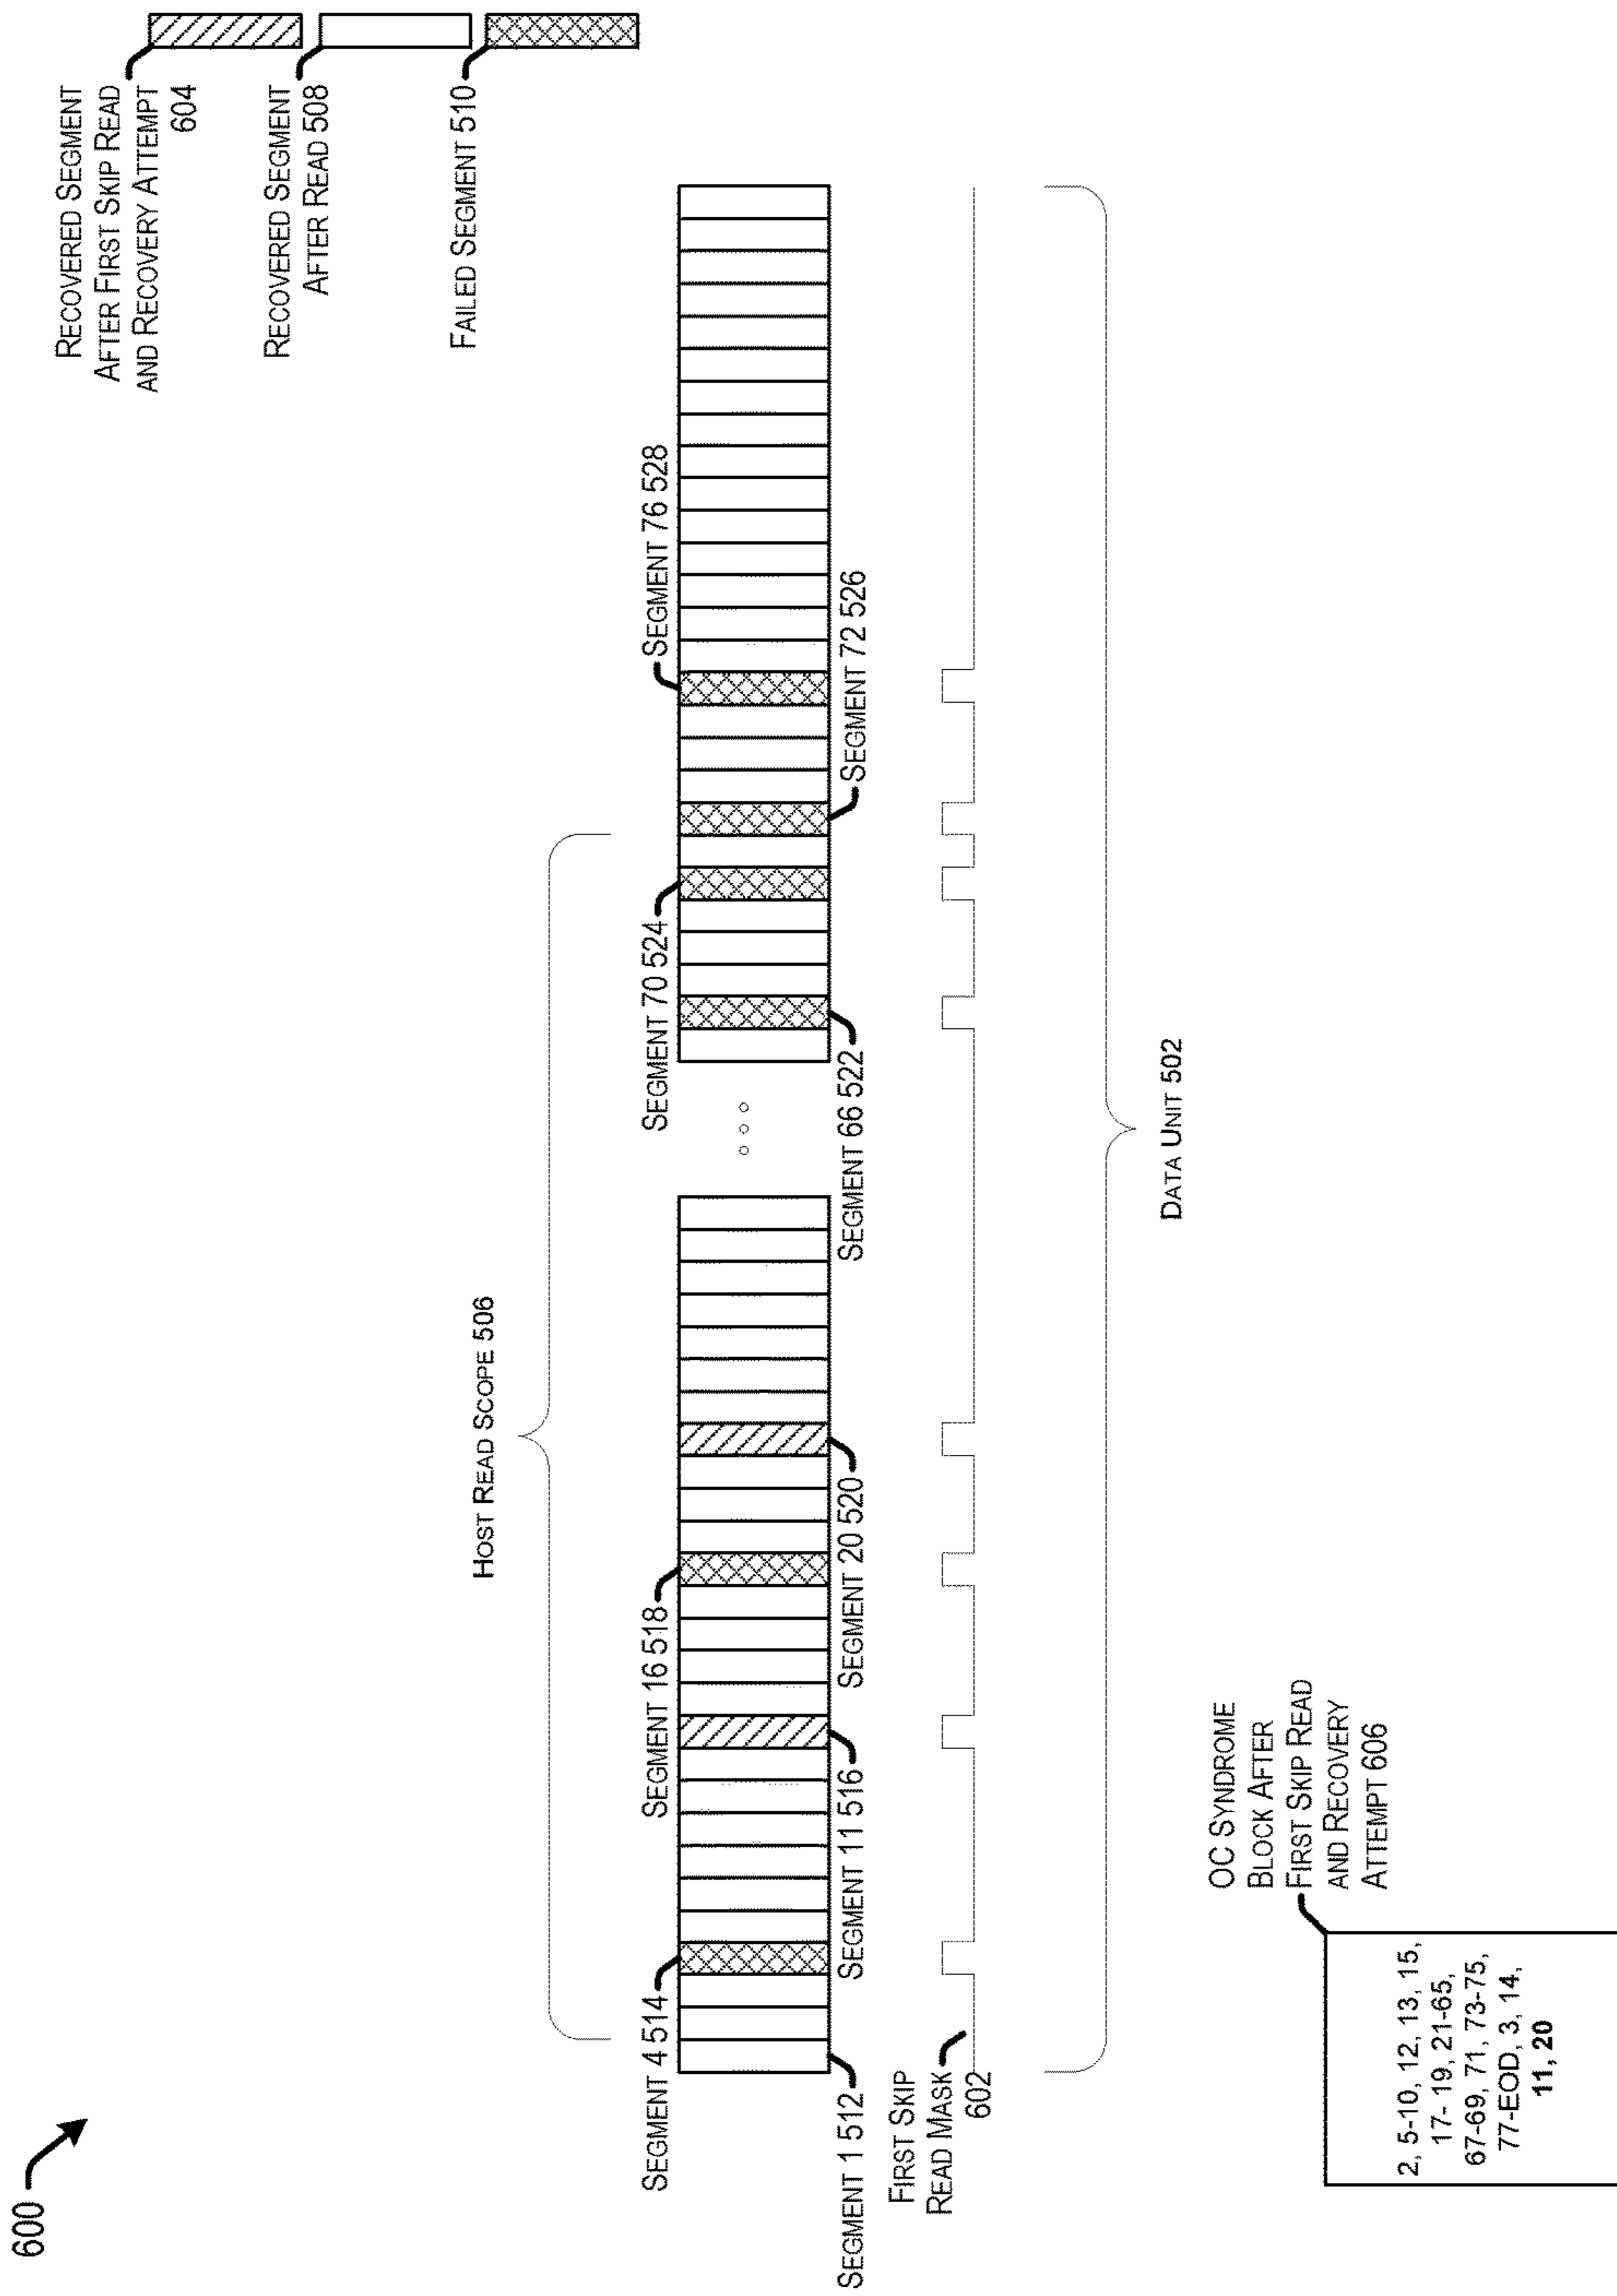 600
RECOVERED SEGMENT
AFTER FIRST SKIP READ
AND RECOVERY ATTEMPT
604
RECOVERED SEGMENT
AFTER READ 508
FAILED SEGMENT 510
HOST READ SCOPE 506
SEGMENT 4 514
SEGMENT 16 518
SEGMENT 70 524
SEGMENT 76 528
SEGMENT 1 512
SEGMENT 11 516
SEGMENT 20 520
SEGMENT 66 522
SEGMENT 72 526
FIRST SKIP
READ MASK
602
DATA UNIT 502
OC SYNDROME
BLOCK AFTER
FIRST SKIP READ
AND RECOVERY
ATTEMPT 606
2, 5-10, 12, 13, 15,
17- 19, 21-65,
67-69, 71, 73-75,
77-EOD, 3, 14,
11, 20